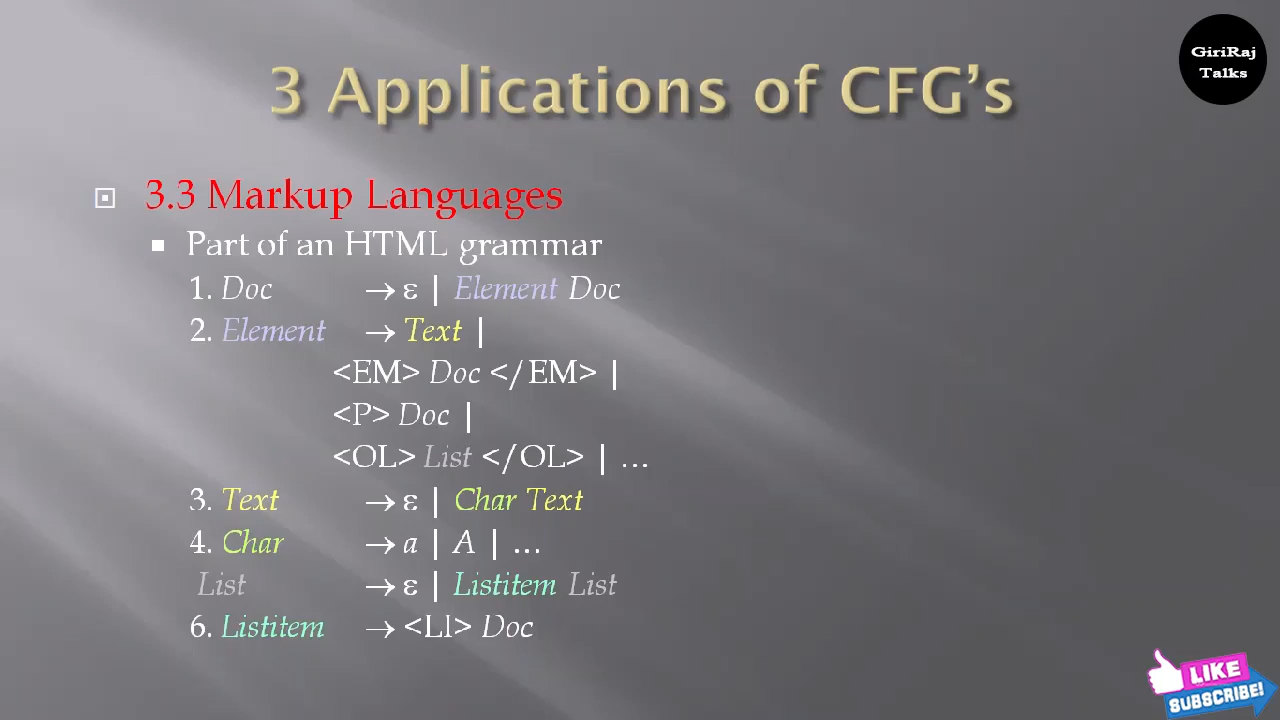 GiriRaj
Talks
3 Applications of CFG's
3.3 Markup Languages
Part of an HTML grammar
1. Doc → ε | Element Doc
2. Element → Text |
<EM> Doc </EM> |
<P> Doc |
<OL> List </OL> | …
3. Text → ε | Char Text
4. Char → a | A | …
List → ε | Listitem List
6. Listitem → <LI> Doc
LIKE
SUBSCRIBE!